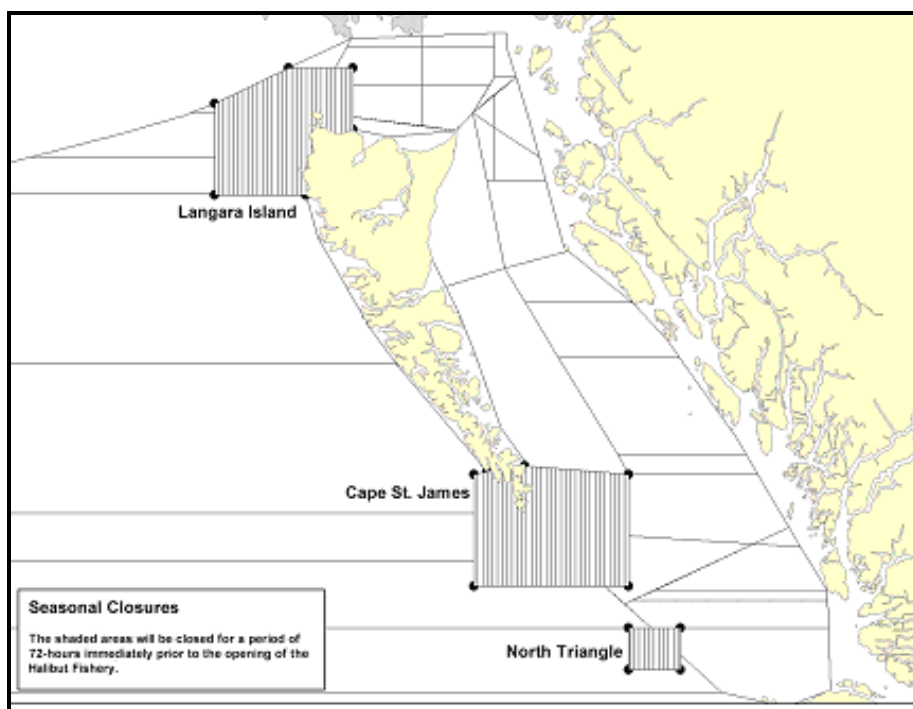 Langara Island
Cape St. James
Seasonal Closures
The shaded areas will be closed for a period of
72-hours immediately prior to the opening of the
Halibut Fishery.
North Triangle